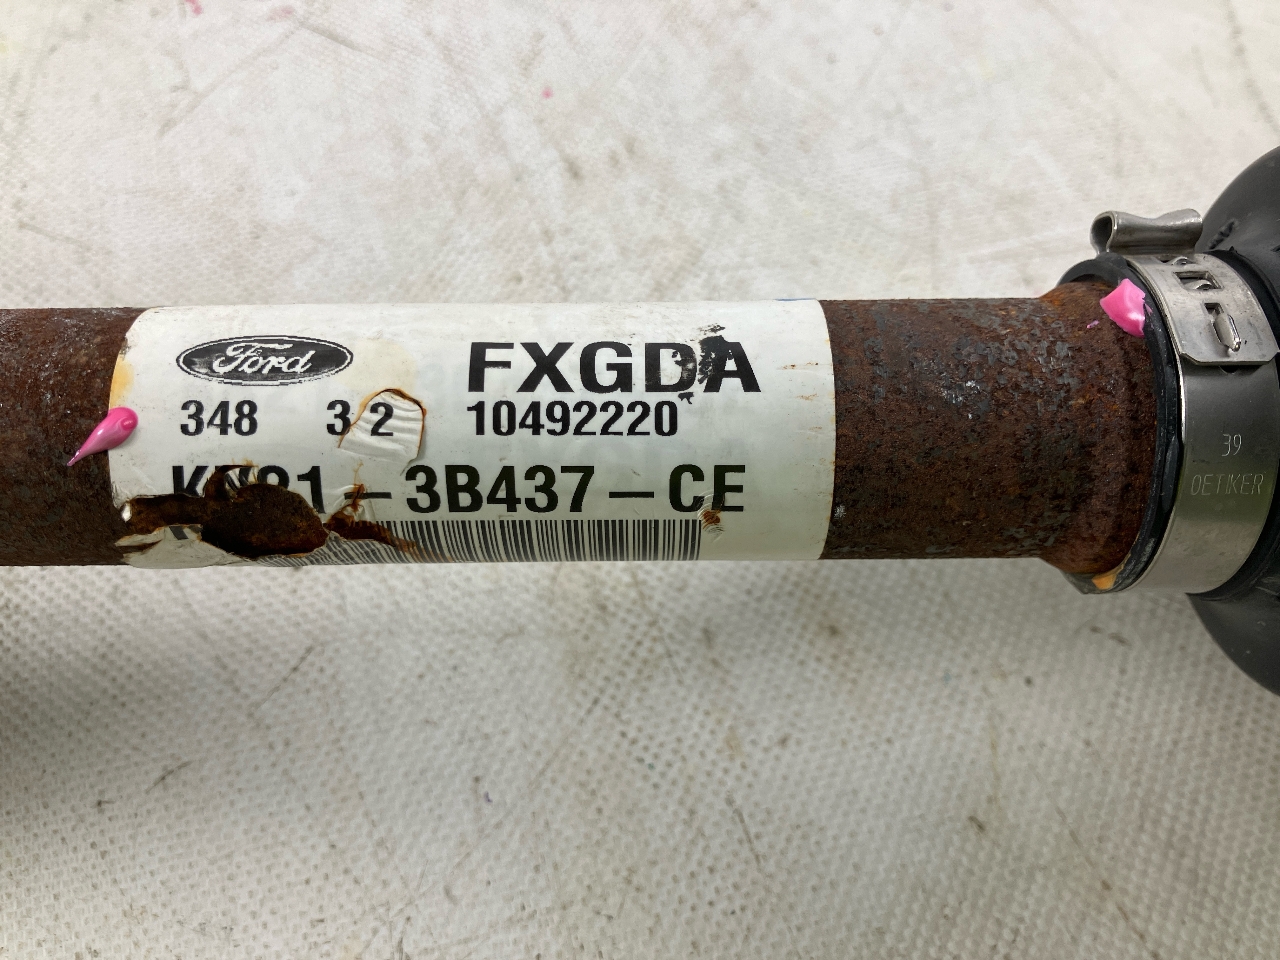 Ford
FXGDA
348 3 2 10492220
3B437-CE
39
OETIKER